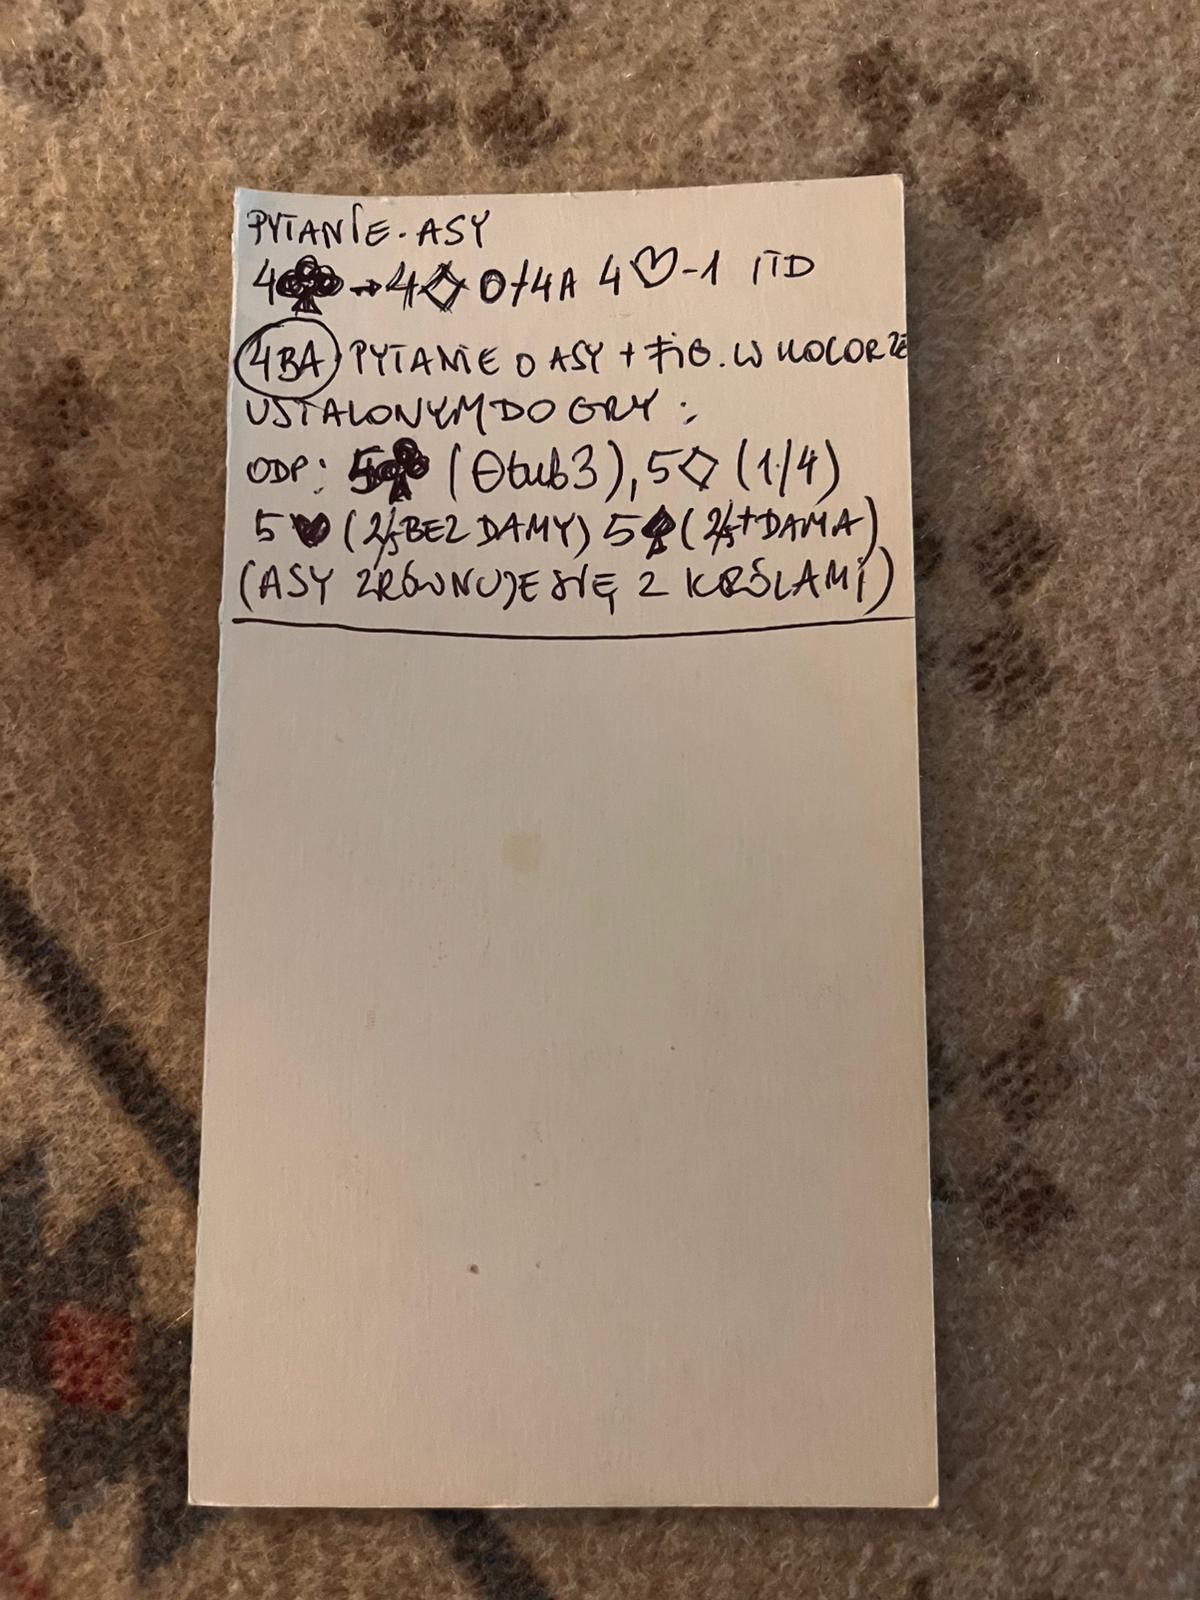 PYTANIE. ASY
4♣→4♢ 0/4A 4♡-1 ITD
4BA PYTANIE O ASY + FIG. W KOLORZE
USTALONYM DO GRY:
ODP: 5♣ (0 lub 3), 5♢ (1/4)
5♥ (2/5 BEZ DAMY) 5♠ (2/5 + DAMA)
(ASY ZRÓWNUJE SIĘ Z KRÓLAMI)